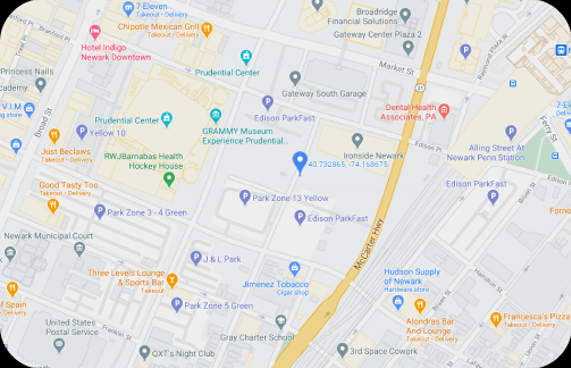 7-Eleven
Takeout • Delivery
Broadridge
Financial Solutions
Chipotle Mexican Grill
Takeout • Delivery
Gateway Center Plaza 2
Hotel Indigo
Newark Downtown
Prudential Center
Market St
Princess Nails
Academy
Gateway South Garage
21
Raymond Plaza W
V.I.M
Broad St
Edison ParkFast
Dental Health
Associates, PA
Prudential Center
GRAMMY Museum
Experience Prudential...
Yellow 10
Ferry St
7-El
Alling Street At
Newark Penn Station
Edison Pl
Just Beclaws
Takeout • Delivery
RWJBarnabas Health
Hockey House
Ironside Newark
40.732865, -74.168675
Good Tasty Too
Takeout • Delivery
Park Zone 13 Yellow
Edison ParkFast
Park Zone 3 - 4 Green
Edison ParkFast
Forno
Newark Municipal Court
McCarter Hwy
J & L Park
Three Levels Lounge
& Sports Bar
Takeout
Jimenez Tobacco
Cigar shop
Hudson Supply
of Newark
Hardware store
Hamilton St
of Spain
Delivery
Park Zone 5 Green
Alondras Bar
And Lounge
Takeout • Delivery
Francesca's Pizza
Takeout • Delivery
United States
Postal Service
Franklin St
Gray Charter School
QXT's Night Club
3rd Space Cowork
Union St